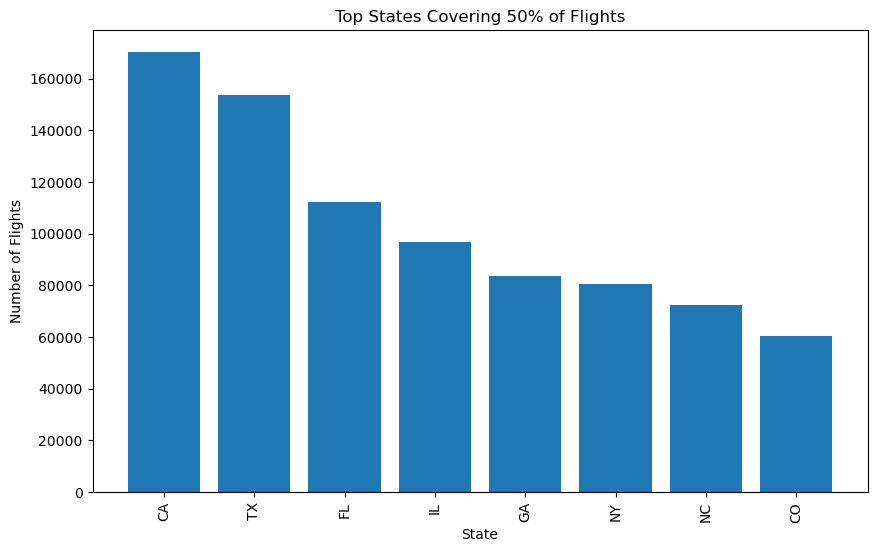 Top States Covering 50% of Flights
Number of Flights
160000
140000
120000
100000
80000
60000
40000
20000
0
CA
TX
FL
IL
GA
NY
NC
CO
State